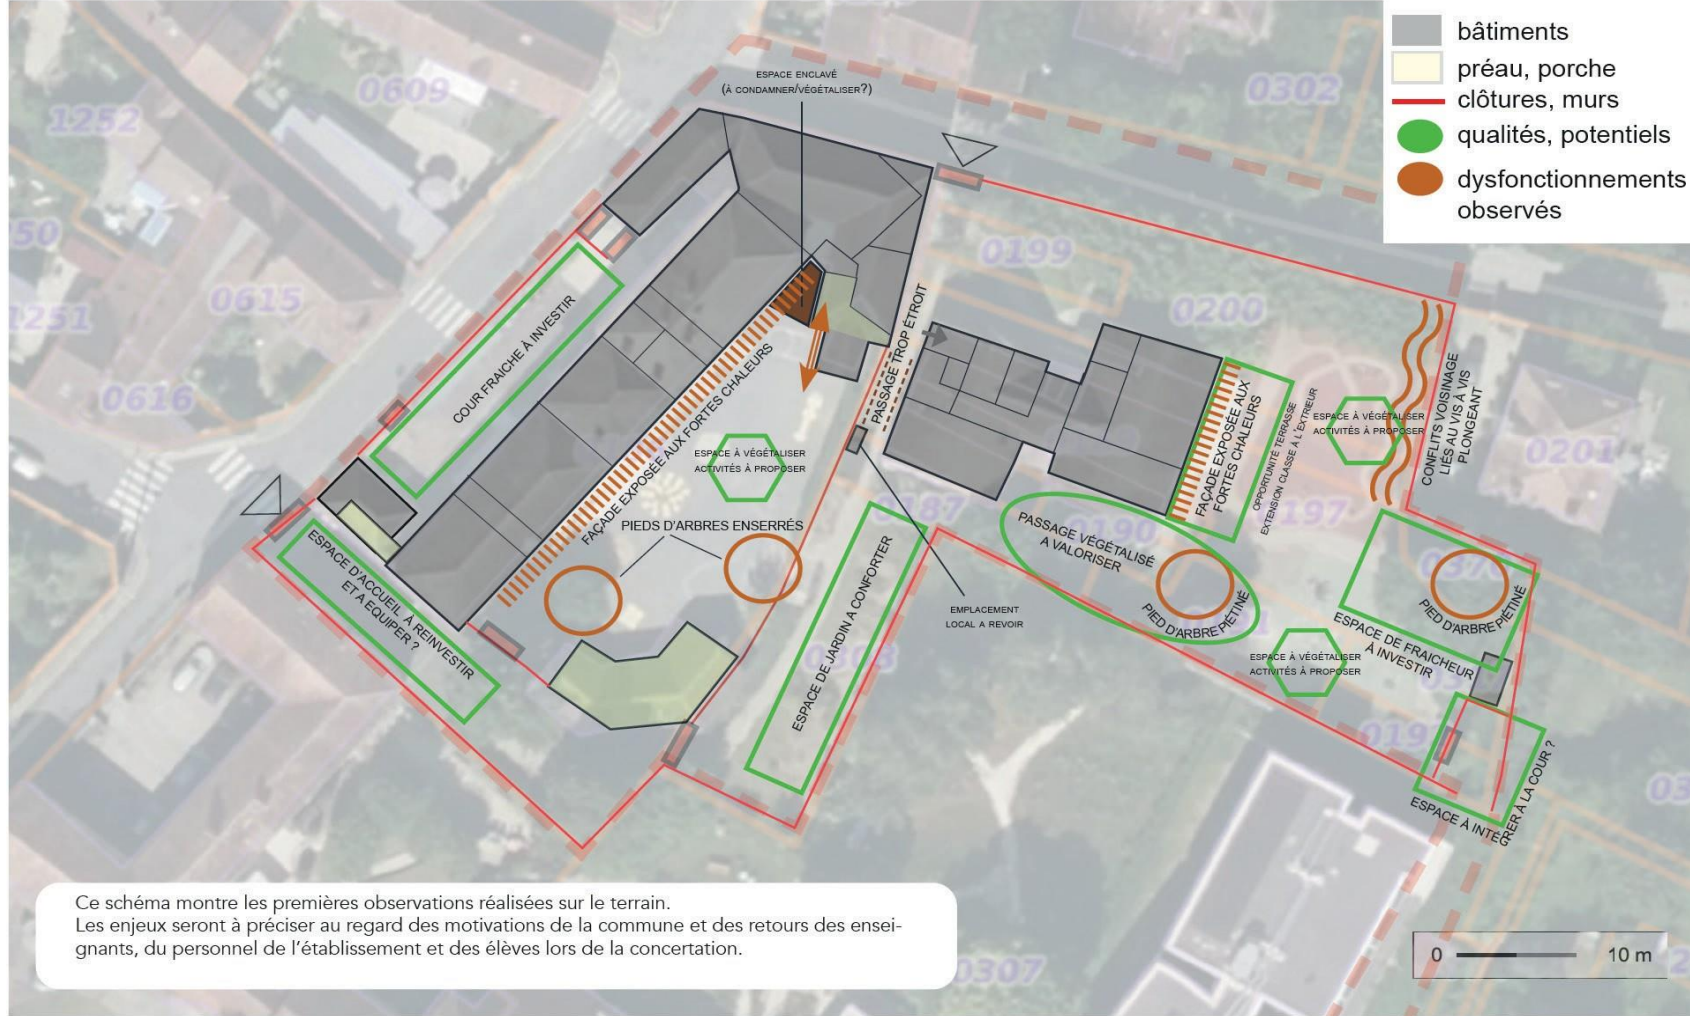 bâtiments
préau, porche
clôtures, murs
qualités, potentiels
dysfonctionnements
observés
ESPACE ENCLAVÉ
(À CONDAMNER/VÉGÉTALISER?)
1252
0609
0302
0199
0200
0615
1251
0616
0201
0197
0190
0187
0307
COUR FRAICHE À INVESTIR
FAÇADE EXPOSÉE AUX FORTES CHALEURS
PASSAGE TROP ÉTROIT
ESPACE À VÉGÉTALISER
ACTIVITÉS À PROPOSER
PIEDS D'ARBRES ENSERRÉS
ESPACE D'ACCUEIL À REINVESTIR
ET A EQUIPER ?
ESPACE DE JARDIN A CONFORTER
EMPLACEMENT
LOCAL A REVOIR
FAÇADE EXPOSÉE AUX
FORTES CHALEURS
OPPORTUNITÉ TERRASSE
EXTENSION CLASSE À L'EXTRIEUR
ESPACE À VÉGÉTALISER
ACTIVITÉS À PROPOSER
CONFLITS VOISINAGE
LIÉS AU VIS À VIS
PLONGEANT
PASSAGE VÉGÉTALISÉ
A VALORISER
PIED D'ARBRE PIÉTINÉ
PIED D'ARBRE PIÉTINÉ
ESPACE DE FRAICHEUR
À INVESTIR
ESPACE À VÉGÉTALISER
ACTIVITÉS À PROPOSER
ESPACE À INTÉGRER À LA COUR ?
Ce schéma montre les premières observations réalisées sur le terrain.
Les enjeux seront à préciser au regard des motivations de la commune et des retours des ensei-
gnants, du personnel de l'établissement et des élèves lors de la concertation.
0
10 m